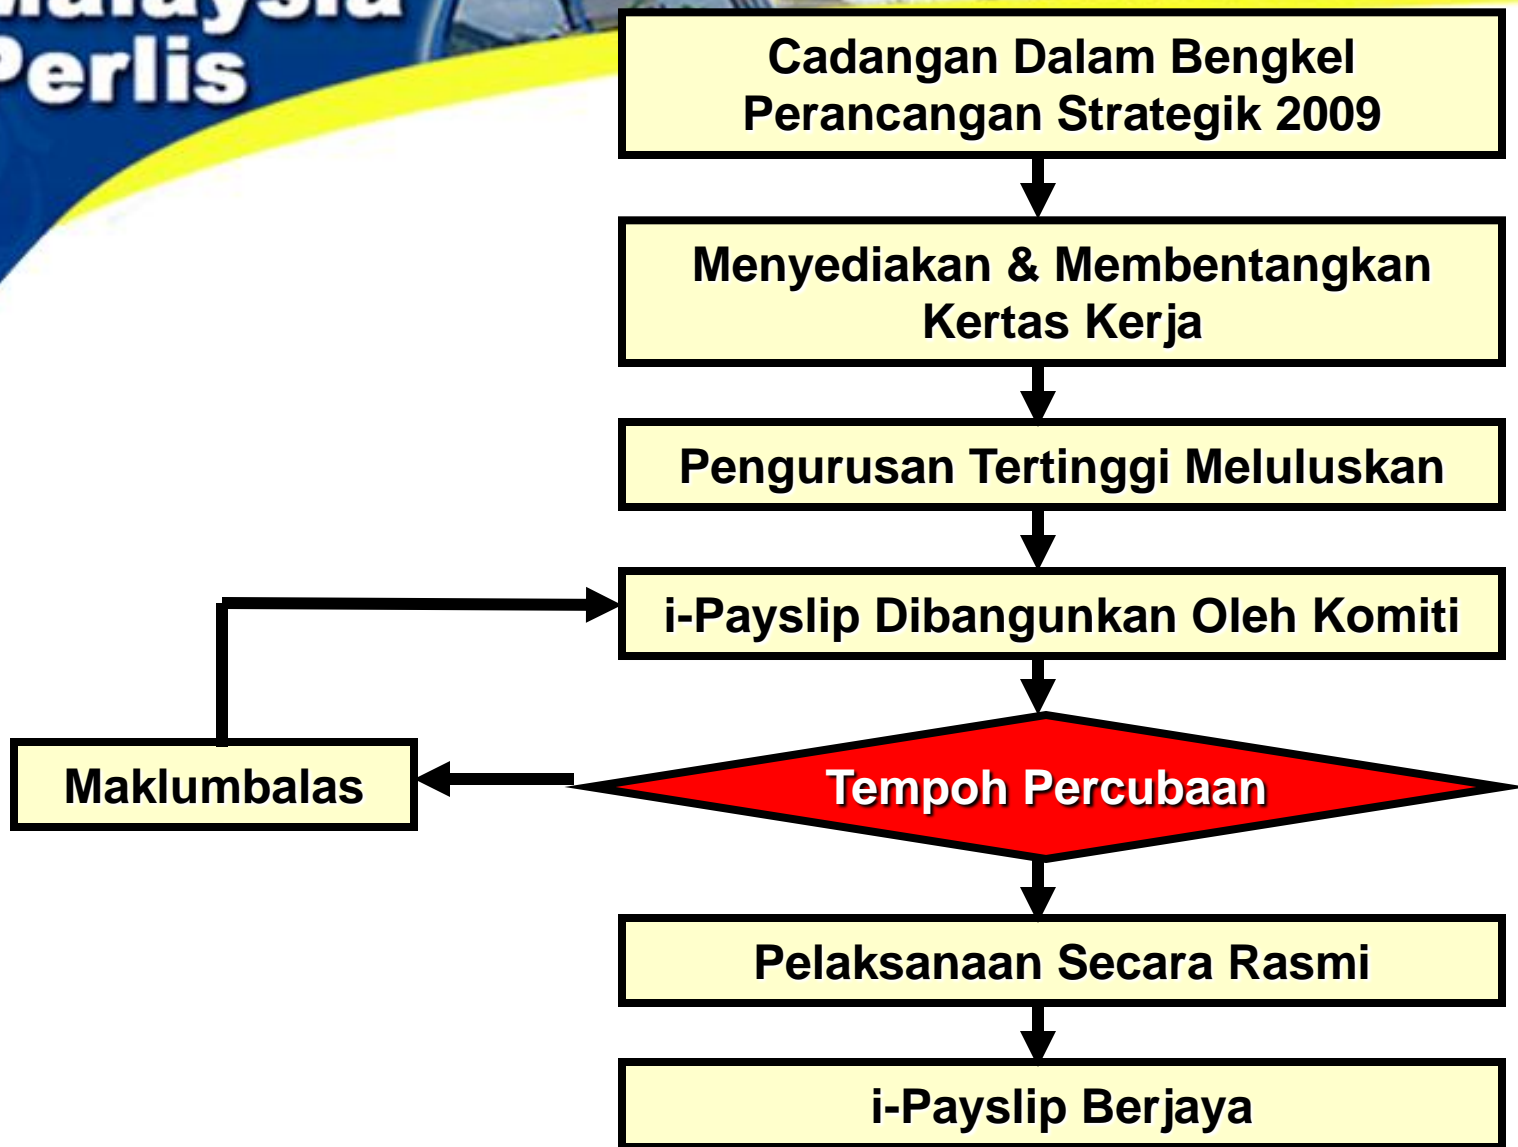 Malaysia
Perlis
Cadangan Dalam Bengkel
Perancangan Strategik 2009
Menyediakan & Membentangkan
Kertas Kerja
Pengurusan Tertinggi Meluluskan
i-Payslip Dibangunkan Oleh Komiti
Maklumbalas
Tempoh Percubaan
Pelaksanaan Secara Rasmi
i-Payslip Berjaya